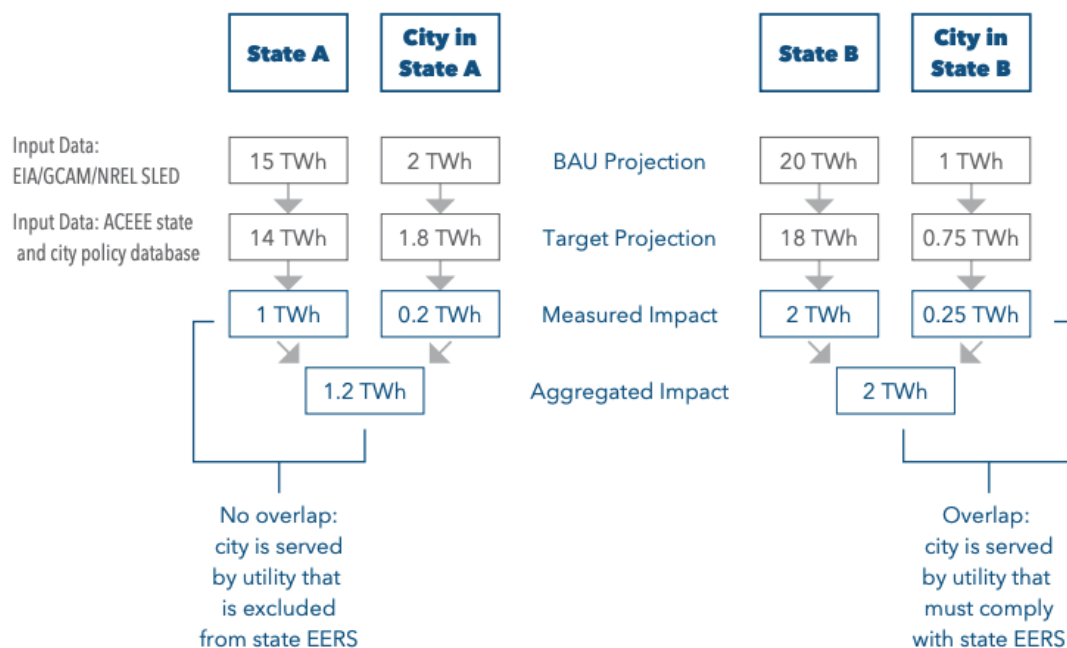 State A
City in
State A
State B
City in
State B
Input Data:
EIA/GCAM/NREL SLED
15 TWh
2 TWh
BAU Projection
20 TWh
1 TWh
Input Data: ACEEE state
and city policy database
14 TWh
1.8 TWh
Target Projection
18 TWh
0.75 TWh
1 TWh
0.2 TWh
Measured Impact
2 TWh
0.25 TWh
1.2 TWh
Aggregated Impact
2 TWh
No overlap:
city is served
by utility that
is excluded
from state EERS
Overlap:
city is served
by utility that
must comply
with state EERS